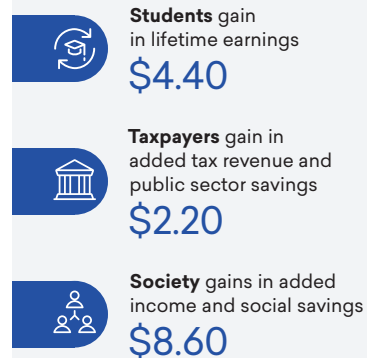 Students gain
in lifetime earnings
$4.40
Taxpayers gain in
added tax revenue and
public sector savings
$2.20
Society gains in added
income and social savings
$8.60